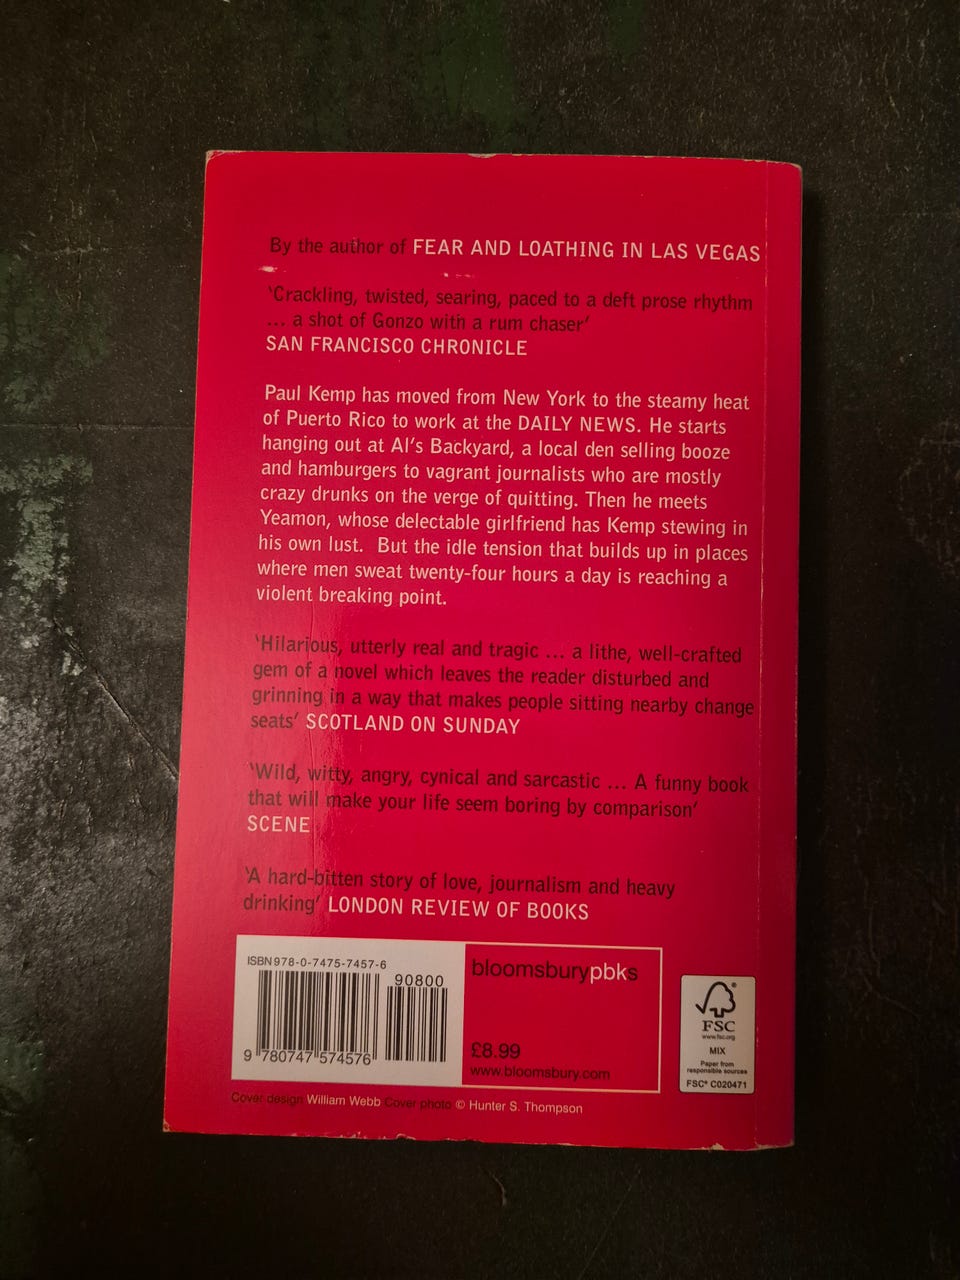 By the author of FEAR AND LOATHING IN LAS VEGAS
'Crackling, twisted, searing, paced to a deft prose rhythm
... a shot of Gonzo with a rum chaser'
SAN FRANCISCO CHRONICLE
Paul Kemp has moved from New York to the steamy heat
of Puerto Rico to work at the DAILY NEWS. He starts
hanging out at Al's Backyard, a local den selling booze
and hamburgers to vagrant journalists who are mostly
crazy drunks on the verge of quitting. Then he meets
Yeamon, whose delectable girlfriend has Kemp stewing in
his own lust. But the idle tension that builds up in places
where men sweat twenty-four hours a day is reaching a
violent breaking point.
'Hilarious, utterly real and tragic ... a lithe, well-crafted
gem of a novel which leaves the reader disturbed and
grinning in a way that makes people sitting nearby change
seats' SCOTLAND ON SUNDAY
'Wild, witty, angry, cynical and sarcastic ... A funny book
that will make your life seem boring by comparison'
SCENE
'A hard-bitten story of love, journalism and heavy
drinking' LONDON REVIEW OF BOOKS
ISBN 978-0-7475-7457-6
90800
9 780747 574576
bloomsburypbks
£8.99
www.bloomsbury.com
FSC
www.fsc.org
MIX
Paper from
responsible sources
FSC® C020471
Cover design William Webb Cover photo © Hunter S. Thompson